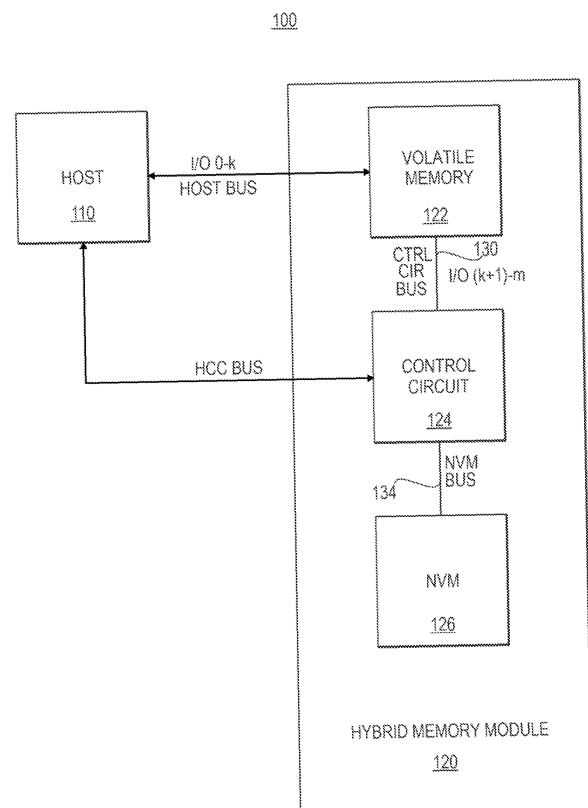 100
HOST
110
I/O 0-k
HOST BUS
VOLATILE
MEMORY
122
CTRL
CIR
BUS
130
I/O (k+1)-m
HCC BUS
CONTROL
CIRCUIT
124
NVM
BUS
134
NVM
126
HYBRID MEMORY MODULE
120